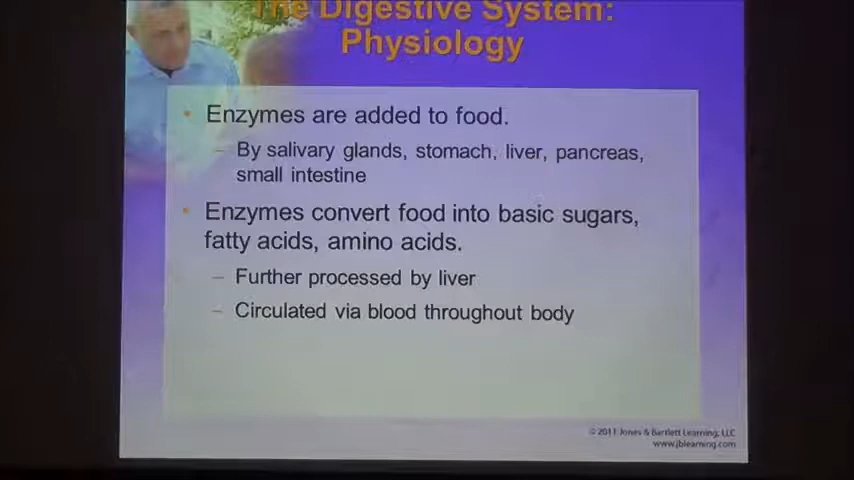 The Digestive System:
Physiology
• Enzymes are added to food.
– By salivary glands, stomach, liver, pancreas,
small intestine
• Enzymes convert food into basic sugars,
fatty acids, amino acids.
– Further processed by liver
– Circulated via blood throughout body
© 2011 Jones & Bartlett Learning, LLC
www.jblearning.com